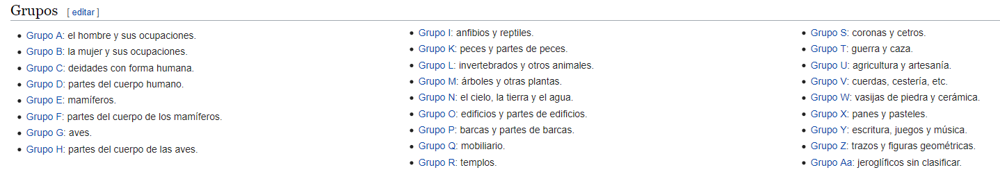 Grupos [ editar ]
Grupo A: el hombre y sus ocupaciones.
Grupo B: la mujer y sus ocupaciones.
Grupo C: deidades con forma humana.
Grupo D: partes del cuerpo humano.
Grupo E: mamíferos.
Grupo F: partes del cuerpo de los mamíferos.
Grupo G: aves.
Grupo H: partes del cuerpo de las aves.
Grupo I: anfibios y reptiles.
Grupo K: peces y partes de peces.
Grupo L: invertebrados y otros animales.
Grupo M: árboles y otras plantas.
Grupo N: el cielo, la tierra y el agua.
Grupo O: edificios y partes de edificios.
Grupo P: barcas y partes de barcas.
Grupo Q: mobiliario.
Grupo R: templos.
Grupo S: coronas y cetros.
Grupo T: guerra y caza.
Grupo U: agricultura y artesanía.
Grupo V: cuerdas, cestería, etc.
Grupo W: vasijas de piedra y cerámica.
Grupo X: panes y pasteles.
Grupo Y: escritura, juegos y música.
Grupo Z: trazos y figuras geométricas.
Grupo Aa: jeroglíficos sin clasificar.